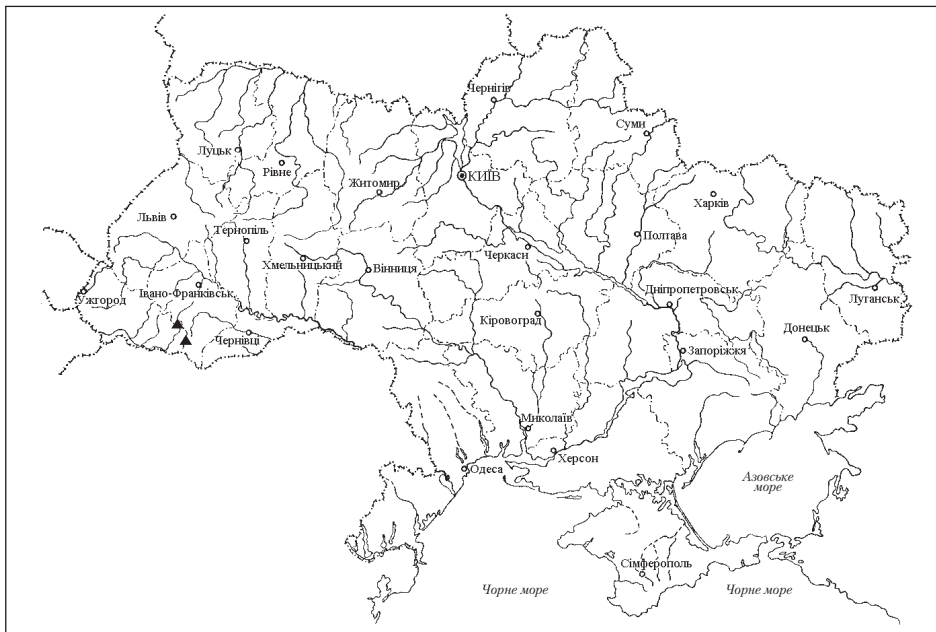 Чернігів
Суми
Луцьк
Рівне
КИЇВ
Житомир
Харків
Львів
Тернопіль
Полтава
Черкаси
Хмельницький
Вінниця
Ужгород
Івано-Франківськ
Дніпропетровськ
Луганськ
Кіровоград
Донецьк
Чернівці
Запоріжжя
Миколаїв
Херсон
Одеса
Азовське
море
Сімферополь
Чорне море
Чорне море